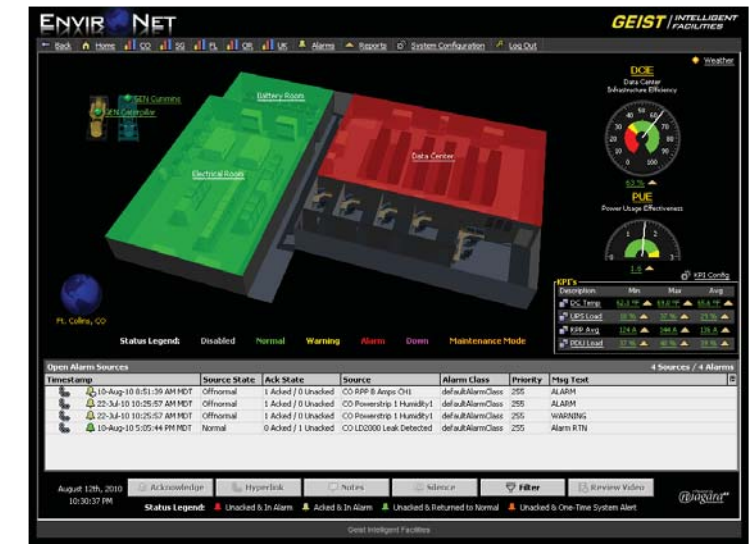 ENVIRONET
GEIST | INTELLIGENT FACILITIES
Back Home CO SG FL OR UK Alarms Reports System Configuration Log Out
Weather
DCIE
Data Center
Infrastructure Efficiency
GEN Cummins
GEN Caterpillar
Battery Room
Data Center
Electrical Room
63 %
PUE
Power Usage Effectiveness
1.6
KPI Config
KPI's
Description Min Max Avg
DC Temp
UPS Load
RPP Avg
PDU Load
Ft. Collins, CO
Status Legend: Disabled Normal Warning Alarm Down Maintenance Mode
Open Alarm Sources 4 Sources / 4 Alarms
Timestamp Source State Ack State Source Alarm Class Priority Msg Text
10-Aug-10 8:51:39 AM MDT Offnormal 1 Acked / 0 Unacked CO RPP B Amps CH1 defaultAlarmClass 255 ALARM
22-Jul-10 10:25:57 AM MDT Offnormal 1 Acked / 0 Unacked CO Powerstrip 1 Humidity1 defaultAlarmClass 255 ALARM
22-Jul-10 10:25:57 AM MDT Offnormal 1 Acked / 0 Unacked CO Powerstrip 1 Humidity1 defaultAlarmClass 255 WARNING
10-Aug-10 5:05:44 PM MDT Normal 0 Acked / 1 Unacked CO LD2000 Leak Detected defaultAlarmClass 255 Alarm RTN
August 12th, 2010
10:30:37 PM
Acknowledge Hyperlink Notes Silence Filter Review Video
niagara
Status Legend: Unacked & In Alarm Acked & In Alarm Unacked & Returned to Normal Unacked & One-Time System Alert
Geist Intelligent Facilities